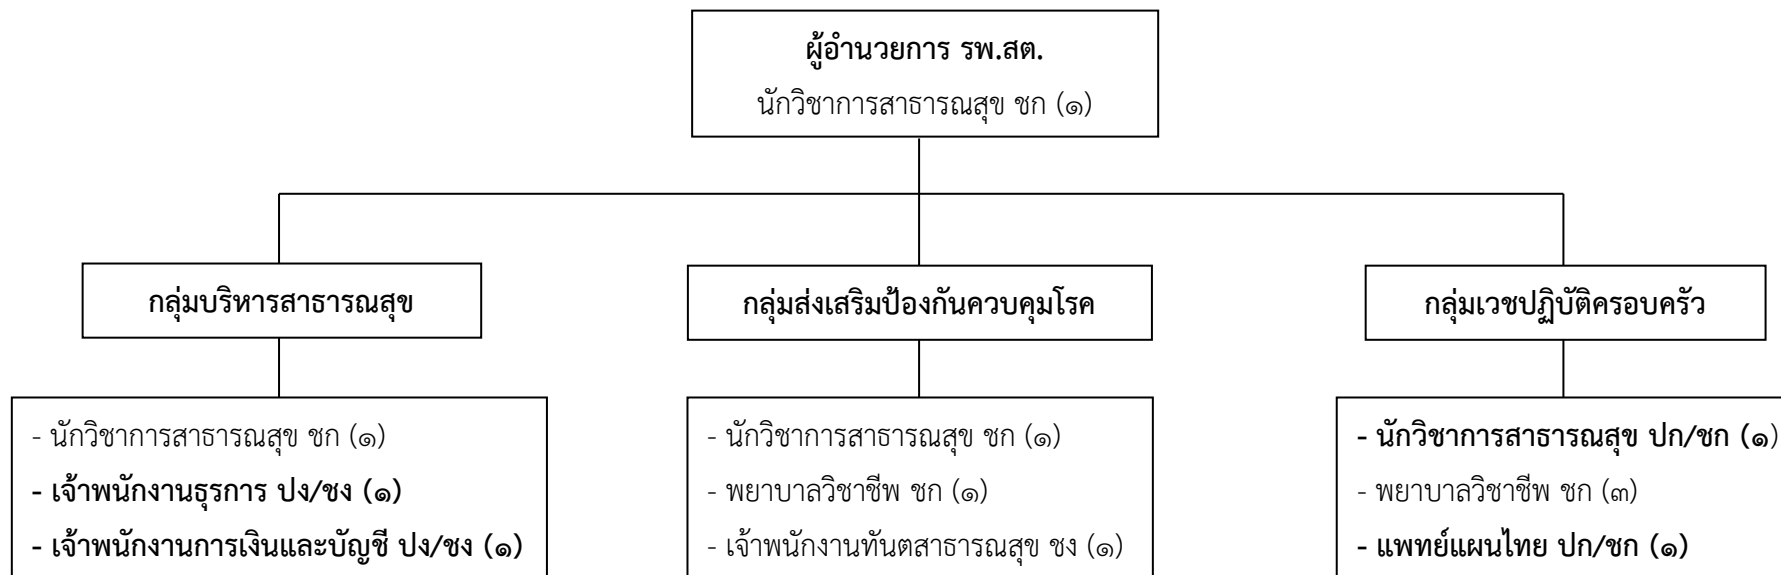 ผู้อำนวยการ รพ.สต.
นักวิชาการสาธารณสุข ชก (๑)
กลุ่มบริหารสาธารณสุข
กลุ่มส่งเสริมป้องกันควบคุมโรค
กลุ่มเวชปฏิบัติครอบครัว
- นักวิชาการสาธารณสุข ชก (๑)
- เจ้าพนักงานธุรการ ปง/ชง (๑)
- เจ้าพนักงานการเงินและบัญชี ปง/ชง (๑)
- นักวิชาการสาธารณสุข ชก (๑)
- พยาบาลวิชาชีพ ชก (๑)
- เจ้าพนักงานทันตสาธารณสุข ชง (๑)
- นักวิชาการสาธารณสุข ปก/ชก (๑)
- พยาบาลวิชาชีพ ชก (๓)
- แพทย์แผนไทย ปก/ชก (๑)